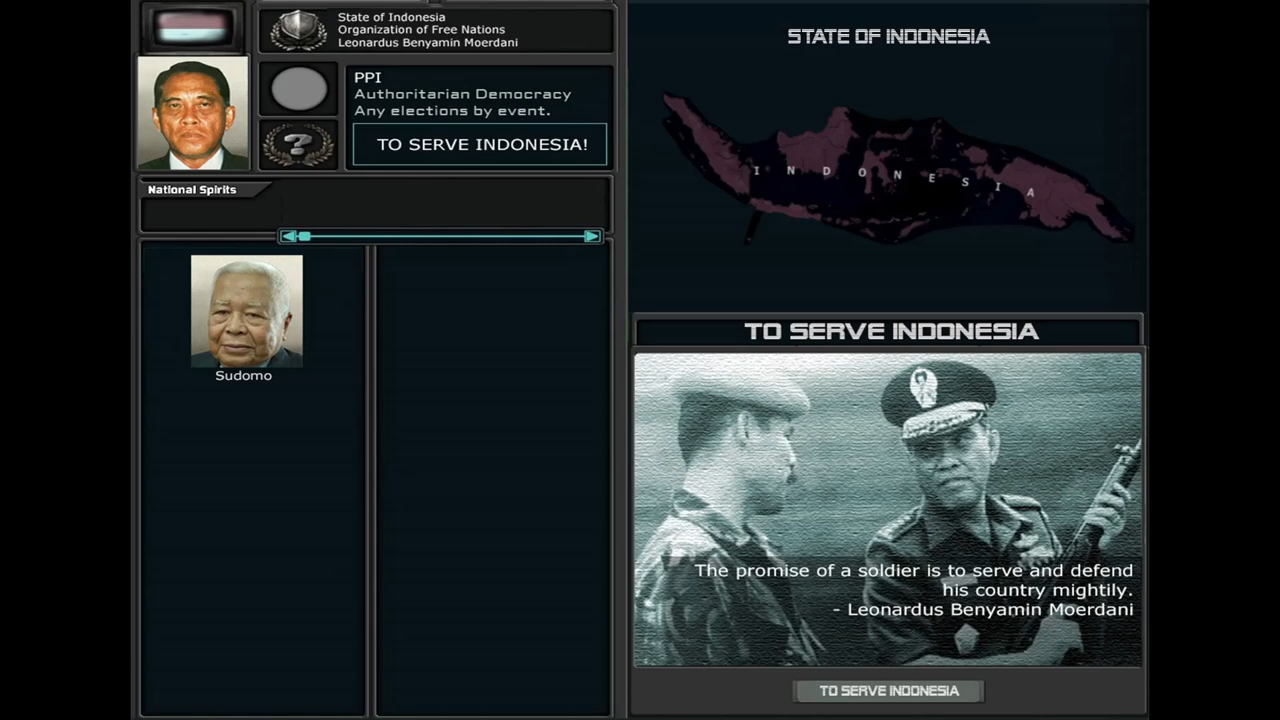 State of Indonesia
Organization of Free Nations
Leonardus Benyamin Moerdani
PPI
Authoritarian Democracy
Any elections by event.
TO SERVE INDONESIA!
?
National Spirits
Sudomo
STATE OF INDONESIA
INDONESIA
TO SERVE INDONESIA
The promise of a soldier is to serve and defend
his country mightily.
- Leonardus Benyamin Moerdani
TO SERVE INDONESIA